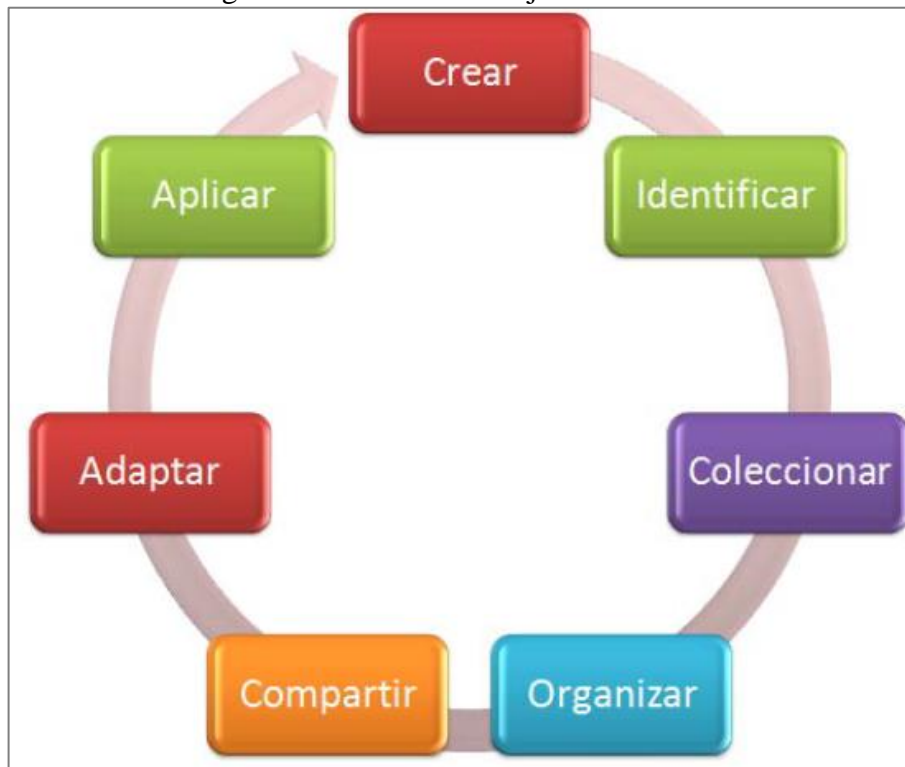 Crear
Identificar
Coleccionar
Organizar
Compartir
Adaptar
Aplicar